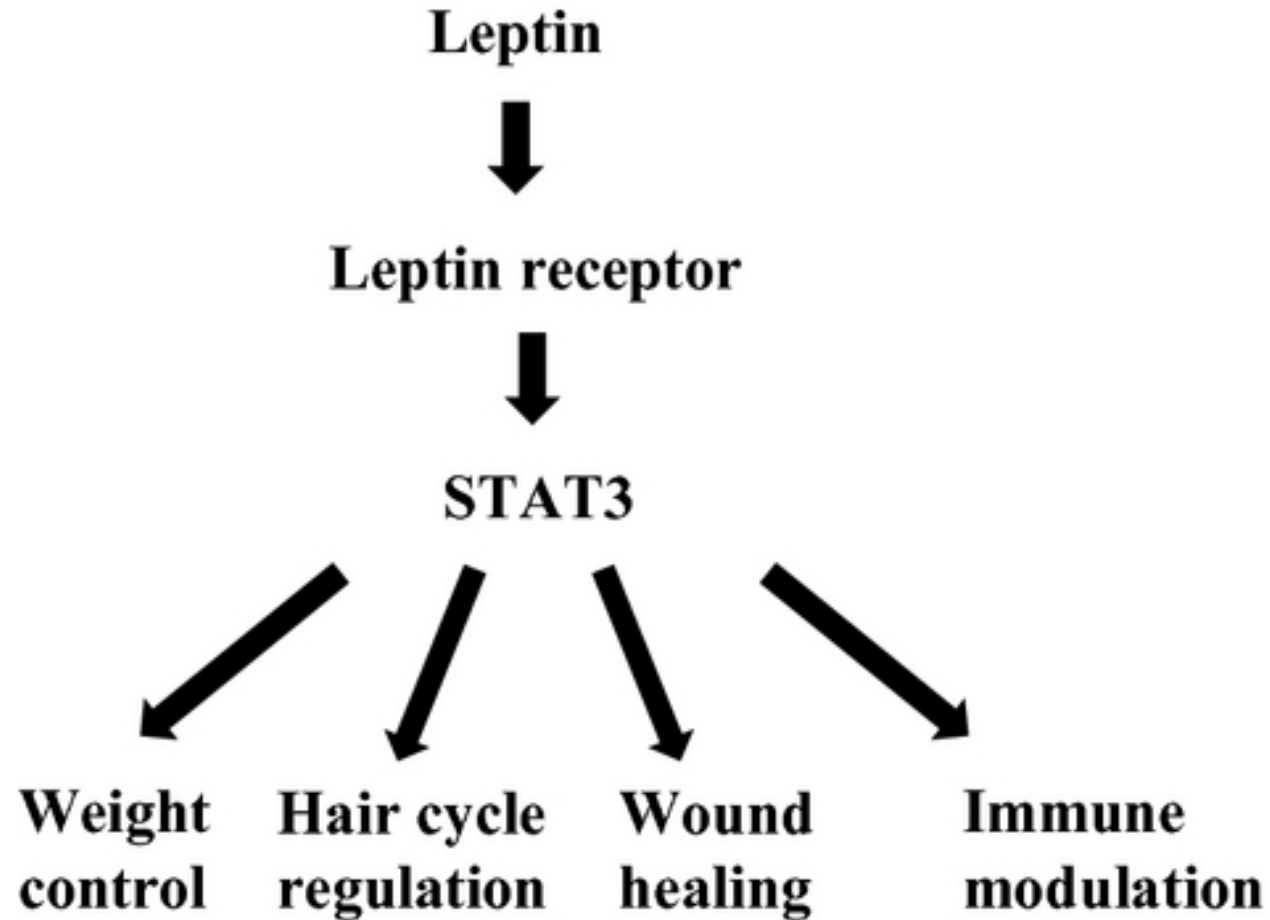 Leptin
Leptin receptor
STAT3
Weight control
Hair cycle regulation
Wound healing
Immune modulation